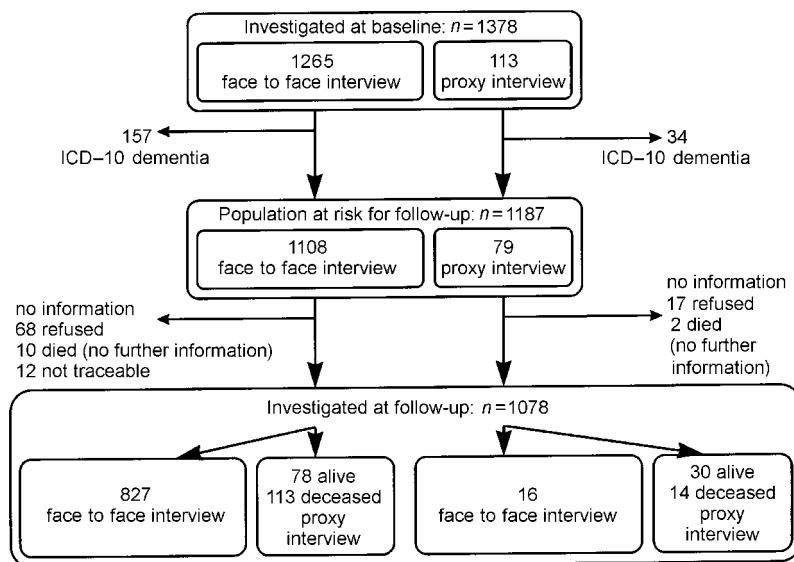 Investigated at baseline: n=1378
1265
face to face interview
113
proxy interview
157
ICD–10 dementia
34
ICD–10 dementia
Population at risk for follow-up: n=1187
1108
face to face interview
79
proxy interview
no information
68 refused
10 died (no further information)
12 not traceable
no information
17 refused
2 died
(no further
information)
Investigated at follow-up: n=1078
827
face to face interview
78 alive
113 deceased
proxy
interview
16
face to face interview
30 alive
14 deceased
proxy
interview